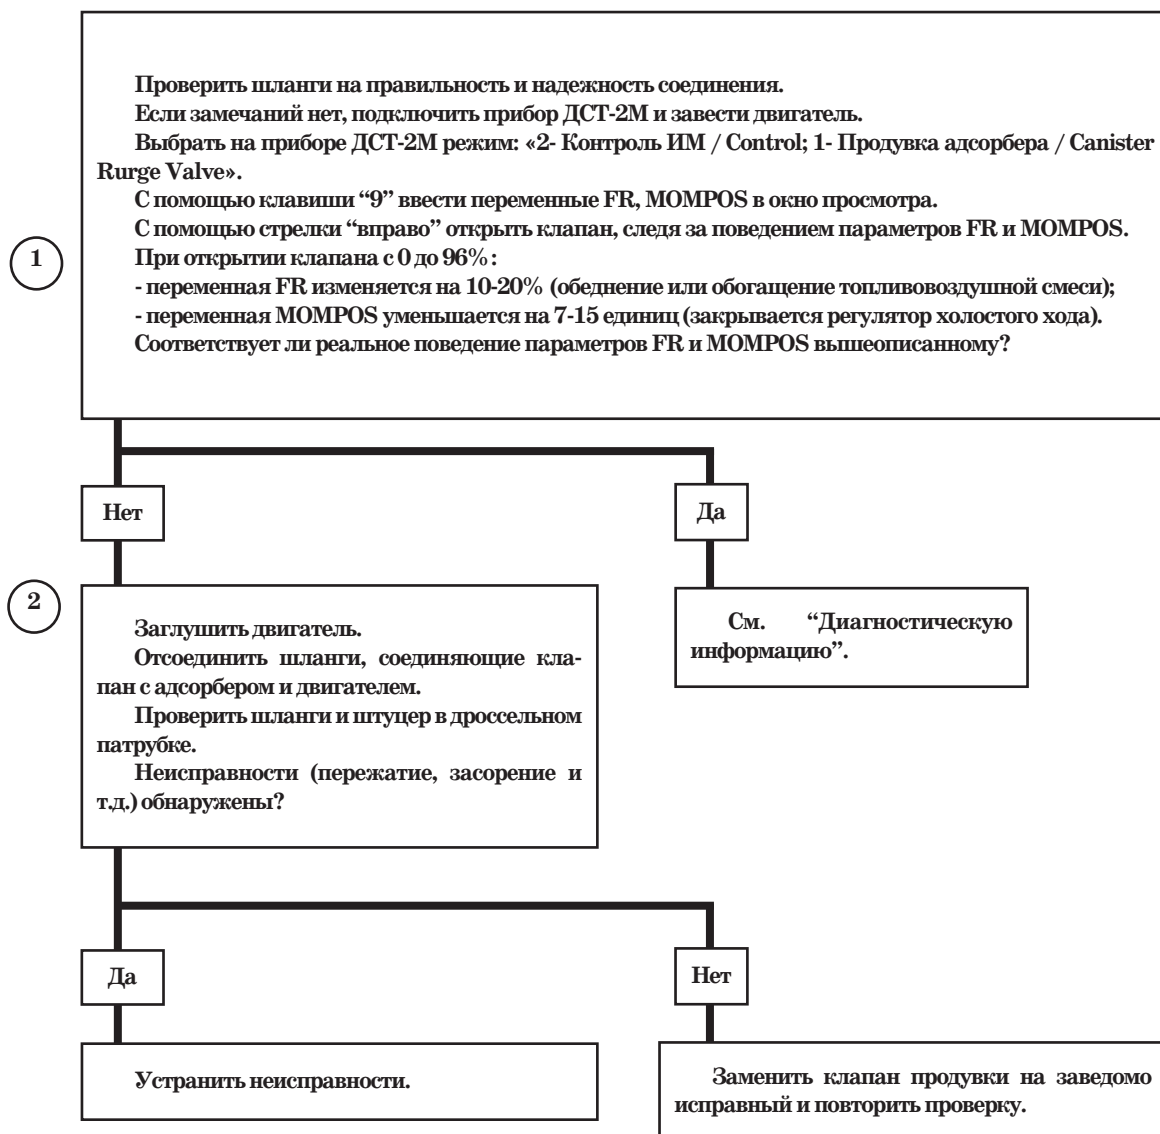 Проверить шланги на правильность и надежность соединения.
Если замечаний нет, подключить прибор ДСТ-2М и завести двигатель.
Выбрать на приборе ДСТ-2М режим: «2- Контроль ИМ / Control; 1- Продувка адсорбера / Canister
Rurge Valve».
С помощью клавиши “9” ввести переменные FR, MOMPOS в окно просмотра.
С помощью стрелки “вправо” открыть клапан, следя за поведением параметров FR и MOMPOS.
1
При открытии клапана с 0 до 96%:
- переменная FR изменяется на 10-20% (обеднение или обогащение топливовоздушной смеси);
- переменная MOMPOS уменьшается на 7-15 единиц (закрывается регулятор холостого хода).
Соответствует ли реальное поведение параметров FR и MOMPOS вышеописанному?
Нет
Да
2
Заглушить двигатель.
Отсоединить шланги, соединяющие кла-
пан с адсорбером и двигателем.
Проверить шланги и штуцер в дроссельном
патрубке.
Неисправности (пережатие, засорение и
т.д.) обнаружены?
См. “Диагностическую
информацию”.
Да
Нет
Устранить неисправности.
Заменить клапан продувки на заведомо
исправный и повторить проверку.